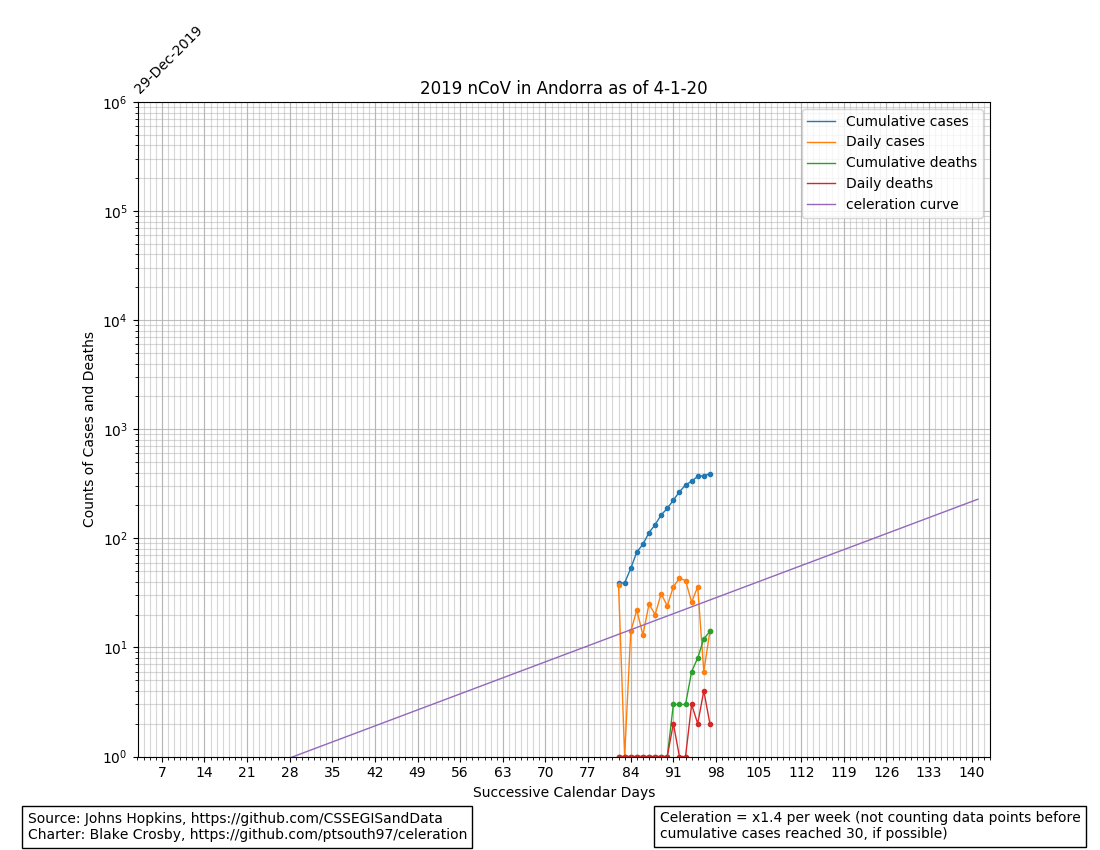 29-Dec-2019
2019 nCoV in Andorra as of 4-1-20
Cumulative cases
Daily cases
Cumulative deaths
Daily deaths
celeration curve
Counts of Cases and Deaths
10^6
10^5
10^4
10^3
10^2
10^1
10^0
7 14 21 28 35 42 49 56 63 70 77 84 91 98 105 112 119 126 133 140
Successive Calendar Days
Source: Johns Hopkins, https://github.com/CSSEGISandData
Charter: Blake Crosby, https://github.com/ptsouth97/celeration
Celeration = x1.4 per week (not counting data points before
cumulative cases reached 30, if possible)